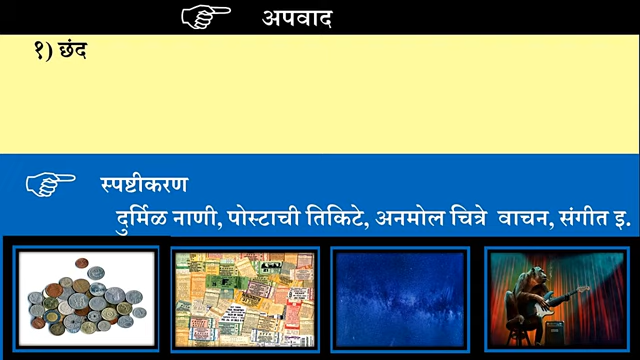 अपवाद
१) छंद
स्पष्टीकरण
दुर्मिळ नाणी, पोस्टाची तिकिटे, अनमोल चित्रे वाचन, संगीत इ.